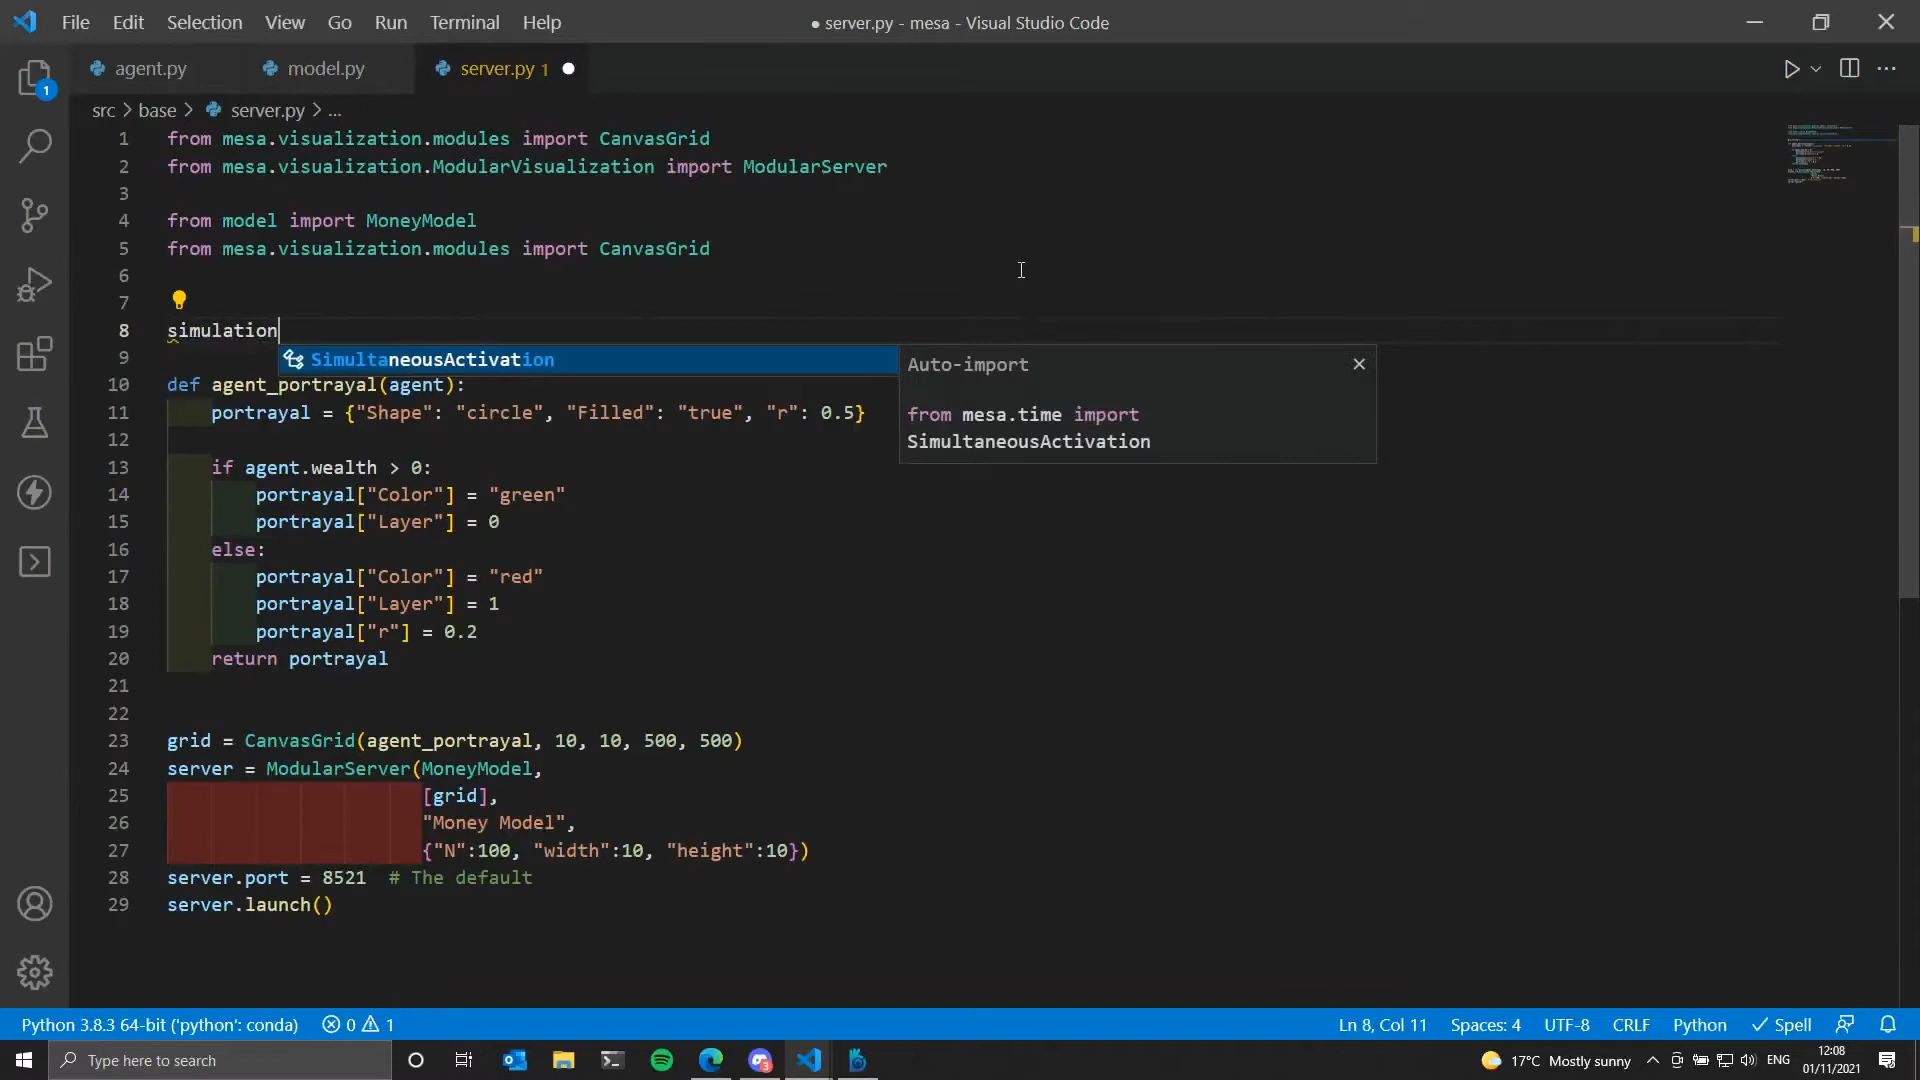 File Edit Selection View Go Run Terminal Help
● server.py - mesa - Visual Studio Code
agent.py
model.py
server.py 1
src > base > server.py > ...
1 from mesa.visualization.modules import CanvasGrid
2 from mesa.visualization.ModularVisualization import ModularServer
3
4 from model import MoneyModel
5 from mesa.visualization.modules import CanvasGrid
6
7
8 simulation
SimultaneousActivation
Auto-import
from mesa.time import
SimultaneousActivation
9
10 def agent_portrayal(agent):
11 portrayal = {"Shape": "circle", "Filled": "true", "r": 0.5}
12
13 if agent.wealth > 0:
14 portrayal["Color"] = "green"
15 portrayal["Layer"] = 0
16 else:
17 portrayal["Color"] = "red"
18 portrayal["Layer"] = 1
19 portrayal["r"] = 0.2
20 return portrayal
21
22
23 grid = CanvasGrid(agent_portrayal, 10, 10, 500, 500)
24 server = ModularServer(MoneyModel,
25 [grid],
26 "Money Model",
27 {"N":100, "width":10, "height":10})
28 server.port = 8521 # The default
29 server.launch()
1
Python 3.8.3 64-bit ('python': conda) 0 1
Ln 8, Col 11 Spaces: 4 UTF-8 CRLF Python Spell
Type here to search
3
17°C Mostly sunny
ENG
12:08
01/11/2021